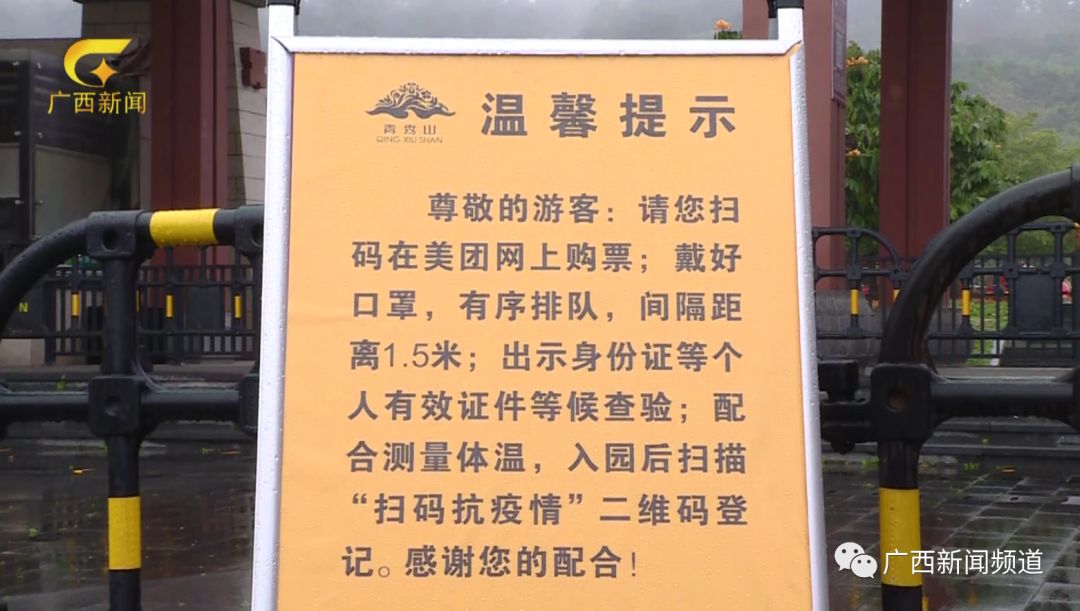 广西新闻
青秀山
QING-XIU SHAN
温馨提示
尊敬的游客：请您扫
码在美团网上购票；戴好
口罩，有序排队，间隔距
离1.5米；出示身份证等个
人有效证件等候查验；配
合测量体温，入园后扫描
“扫码抗疫情”二维码登
记。感谢您的配合！
广西新闻频道